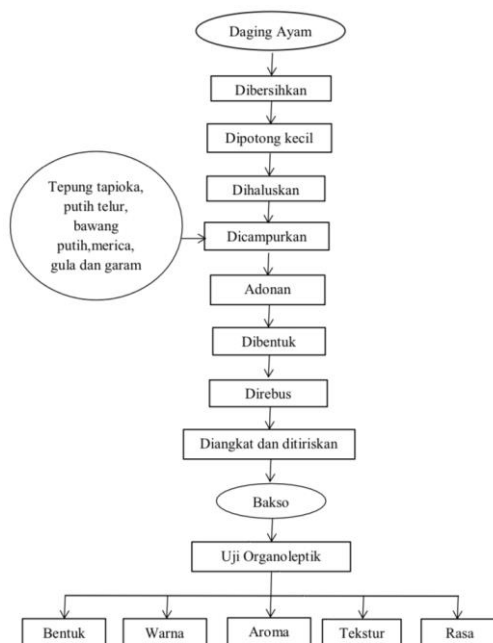 Daging Ayam
Dibersihkan
Dipotong kecil
Dihaluskan
Tepung tapioka,
putih telur,
bawang
putih,merica,
gula dan garam
Dicampurkan
Adonan
Dibentuk
Direbus
Diangkat dan ditiriskan
Bakso
Uji Organoleptik
Bentuk
Warna
Aroma
Tekstur
Rasa